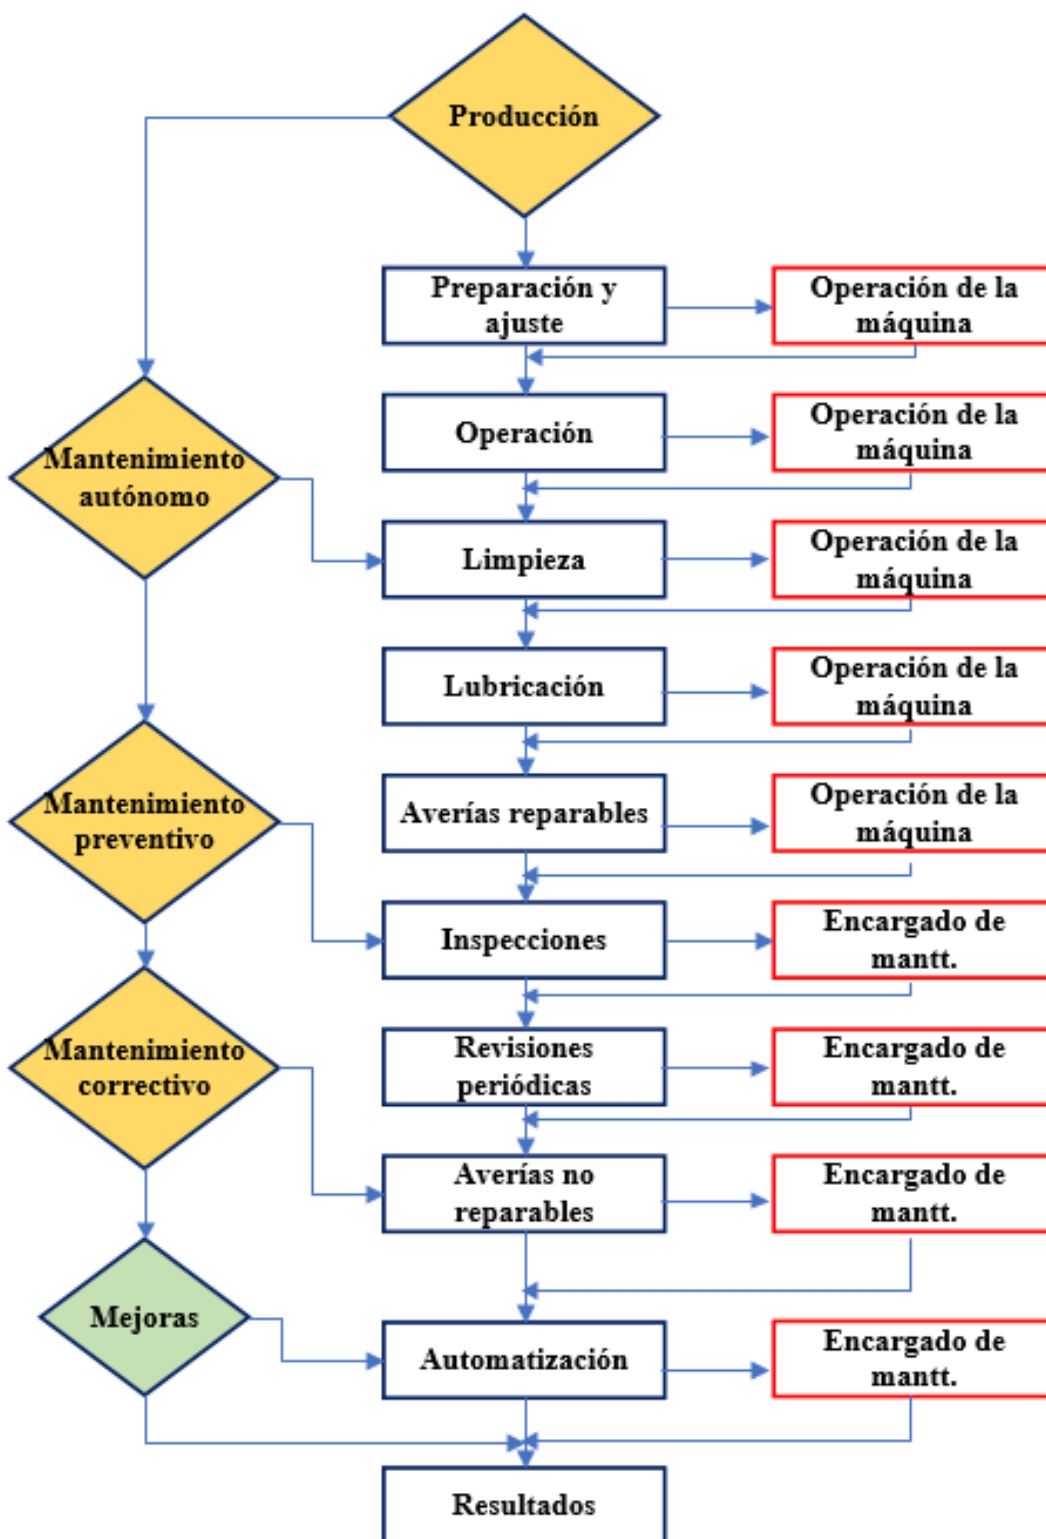 Producción
Preparación y
ajuste
Operación de la
máquina
Operación
Operación de la
máquina
Mantenimiento
autónomo
Limpieza
Operación de la
máquina
Lubricación
Operación de la
máquina
Mantenimiento
preventivo
Averías reparables
Operación de la
máquina
Inspecciones
Encargado de
mantt.
Mantenimiento
correctivo
Revisiones
periódicas
Encargado de
mantt.
Averías no
reparables
Encargado de
mantt.
Mejoras
Automatización
Encargado de
mantt.
Resultados